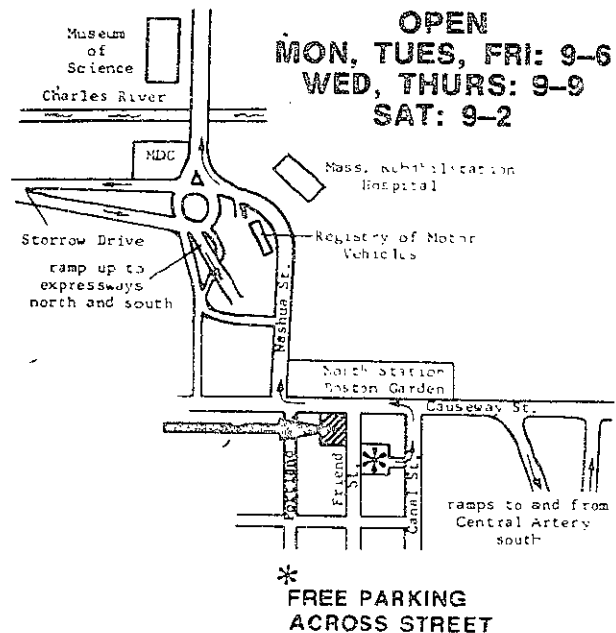 OPEN
MON, TUES, FRI: 9–6
WED, THURS: 9–9
SAT: 9–2
Museum
of
Science
Charles River
MDC
Mass. Rehibilitation
Hospital
Storrow Drive
Registry of Motor
Vehicles
ramp up to
expressways
north and south
Nashua St.
North Station
Boston Garden
Causeway St.
Portland
Friend
St.
Canal St.
ramps to and from
Central Artery
south
*
FREE PARKING
ACROSS STREET